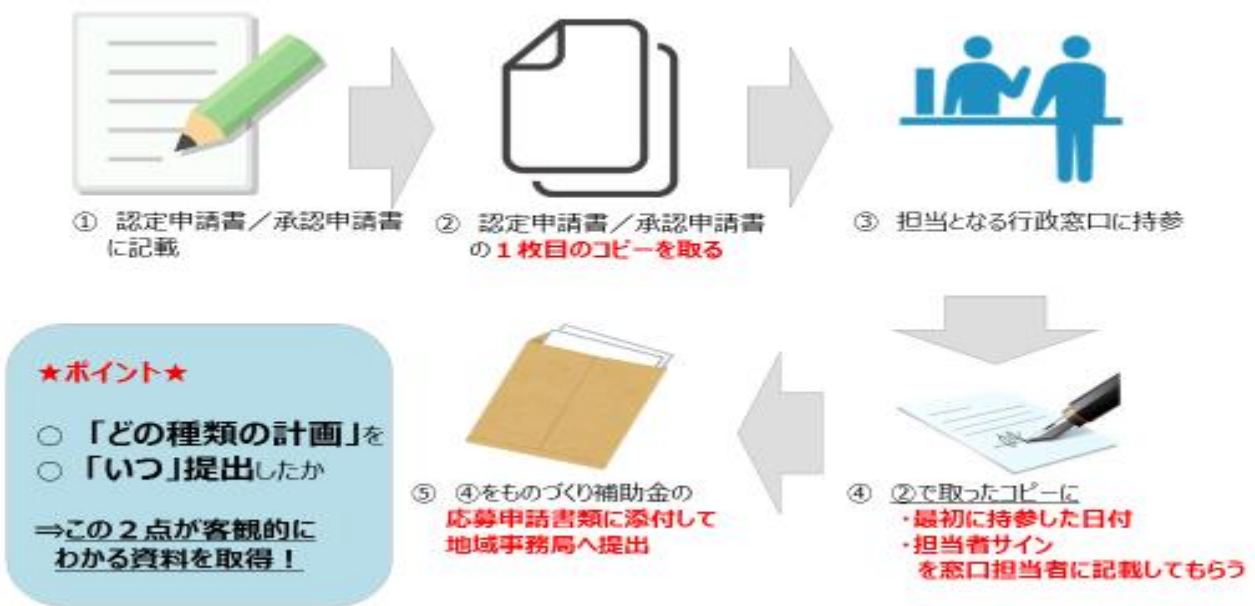 ① 認定申請書／承認申請書
に記載
② 認定申請書／承認申請書
の１枚目のコピーを取る
③ 担当となる行政窓口に持参
④ ②で取ったコピーに
・最初に持参した日付
・担当者サイン
を窓口担当者に記載してもらう
⑤ ④をものづくり補助金の
応募申請書類に添付して
地域事務局へ提出
★ポイント★
○ 「どの種類の計画」を
○ 「いつ」提出したか
⇒この２点が客観的に
わかる資料を取得！